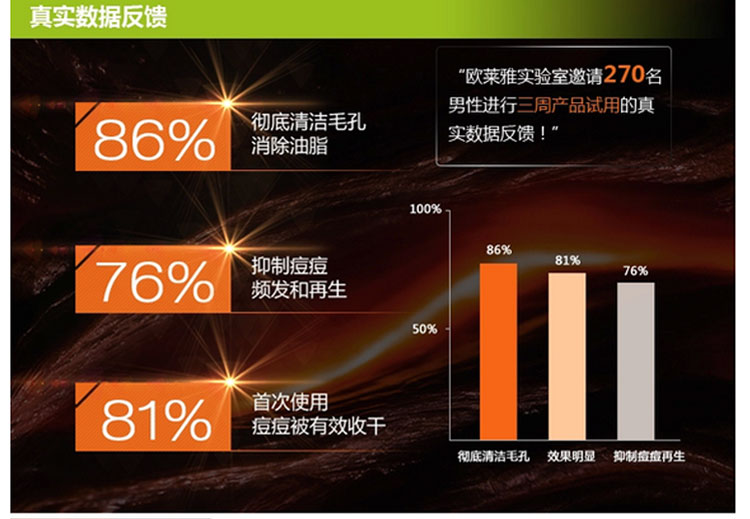 真实数据反馈
86%
彻底清洁毛孔
消除油脂
76%
抑制痘痘
频发和再生
81%
首次使用
痘痘被有效收干
“欧莱雅实验室邀请270名
男性进行三周产品试用的真
实数据反馈！”
100%
50%
86%
81%
76%
彻底清洁毛孔
效果明显
抑制痘痘再生